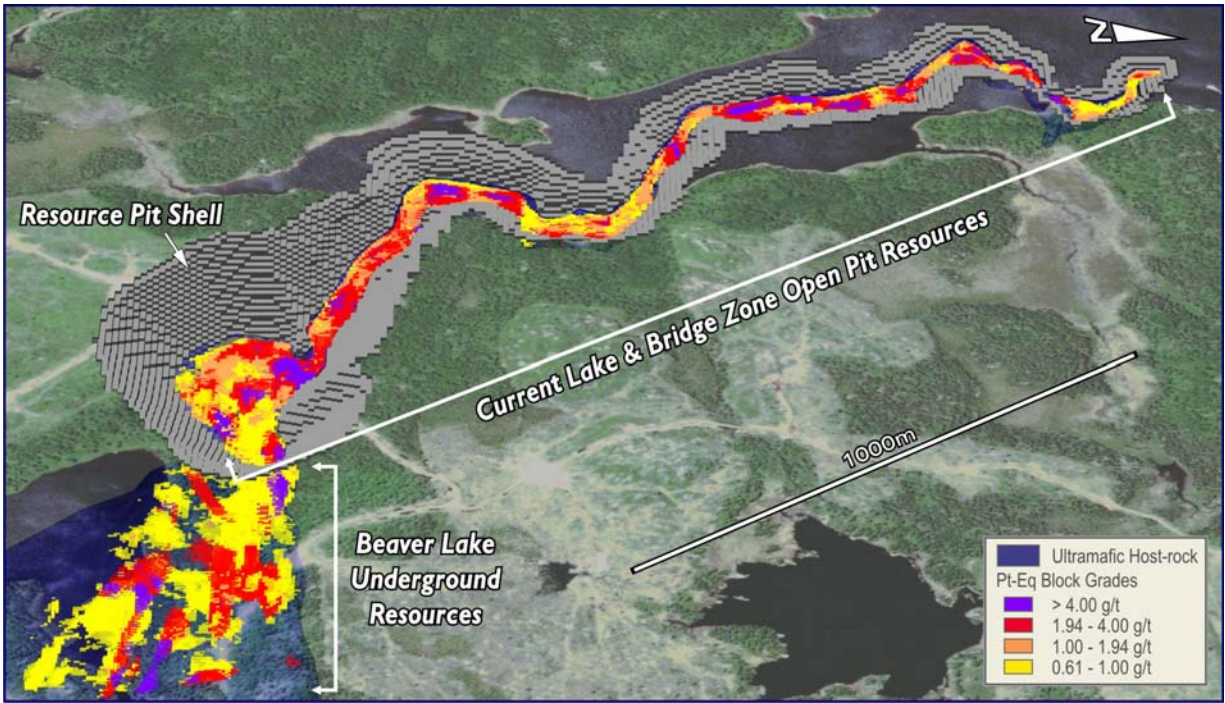 N
Resource Pit Shell
Current Lake & Bridge Zone Open Pit Resources
1000m
Beaver Lake
Underground
Resources
Ultramafic Host-rock
Pt-Eq Block Grades
> 4.00 g/t
1.94 - 4.00 g/t
1.00 - 1.94 g/t
0.61 - 1.00 g/t